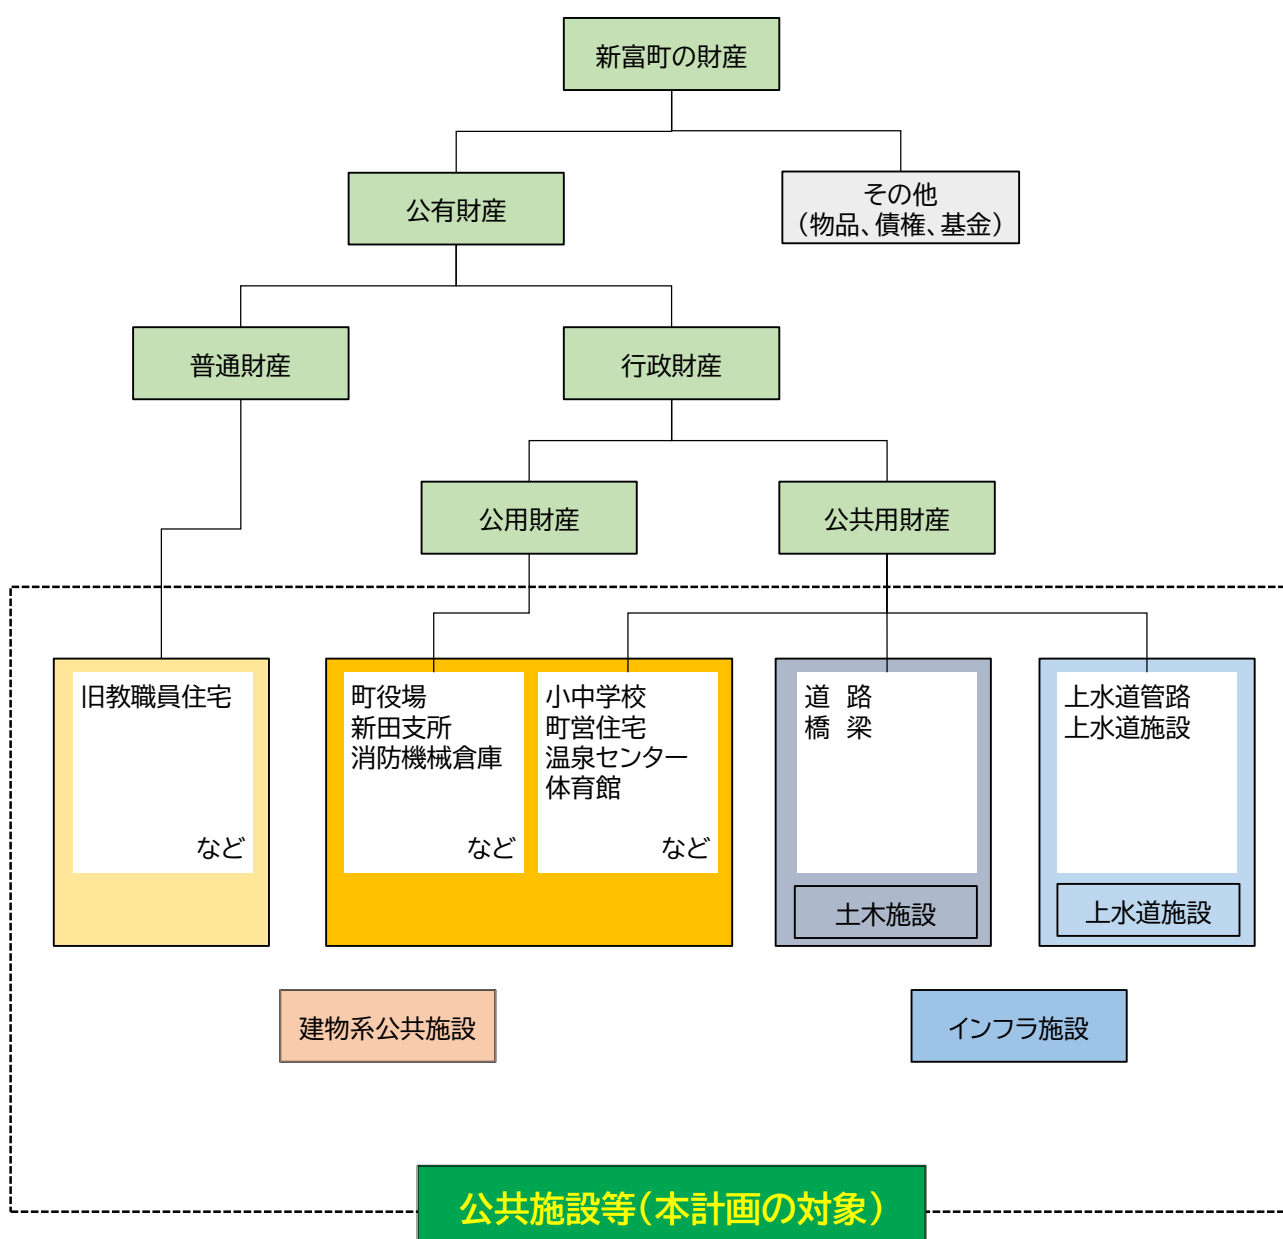 新富町の財産
公有財産
その他
（物品、債権、基金）
普通財産
行政財産
公用財産
公共用財産
旧教職員住宅
など
町役場
新田支所
消防機械倉庫
など
小中学校
町営住宅
温泉センター
体育館
など
道　路
橋　梁
土木施設
上水道管路
上水道施設
上水道施設
建物系公共施設
インフラ施設
公共施設等（本計画の対象）